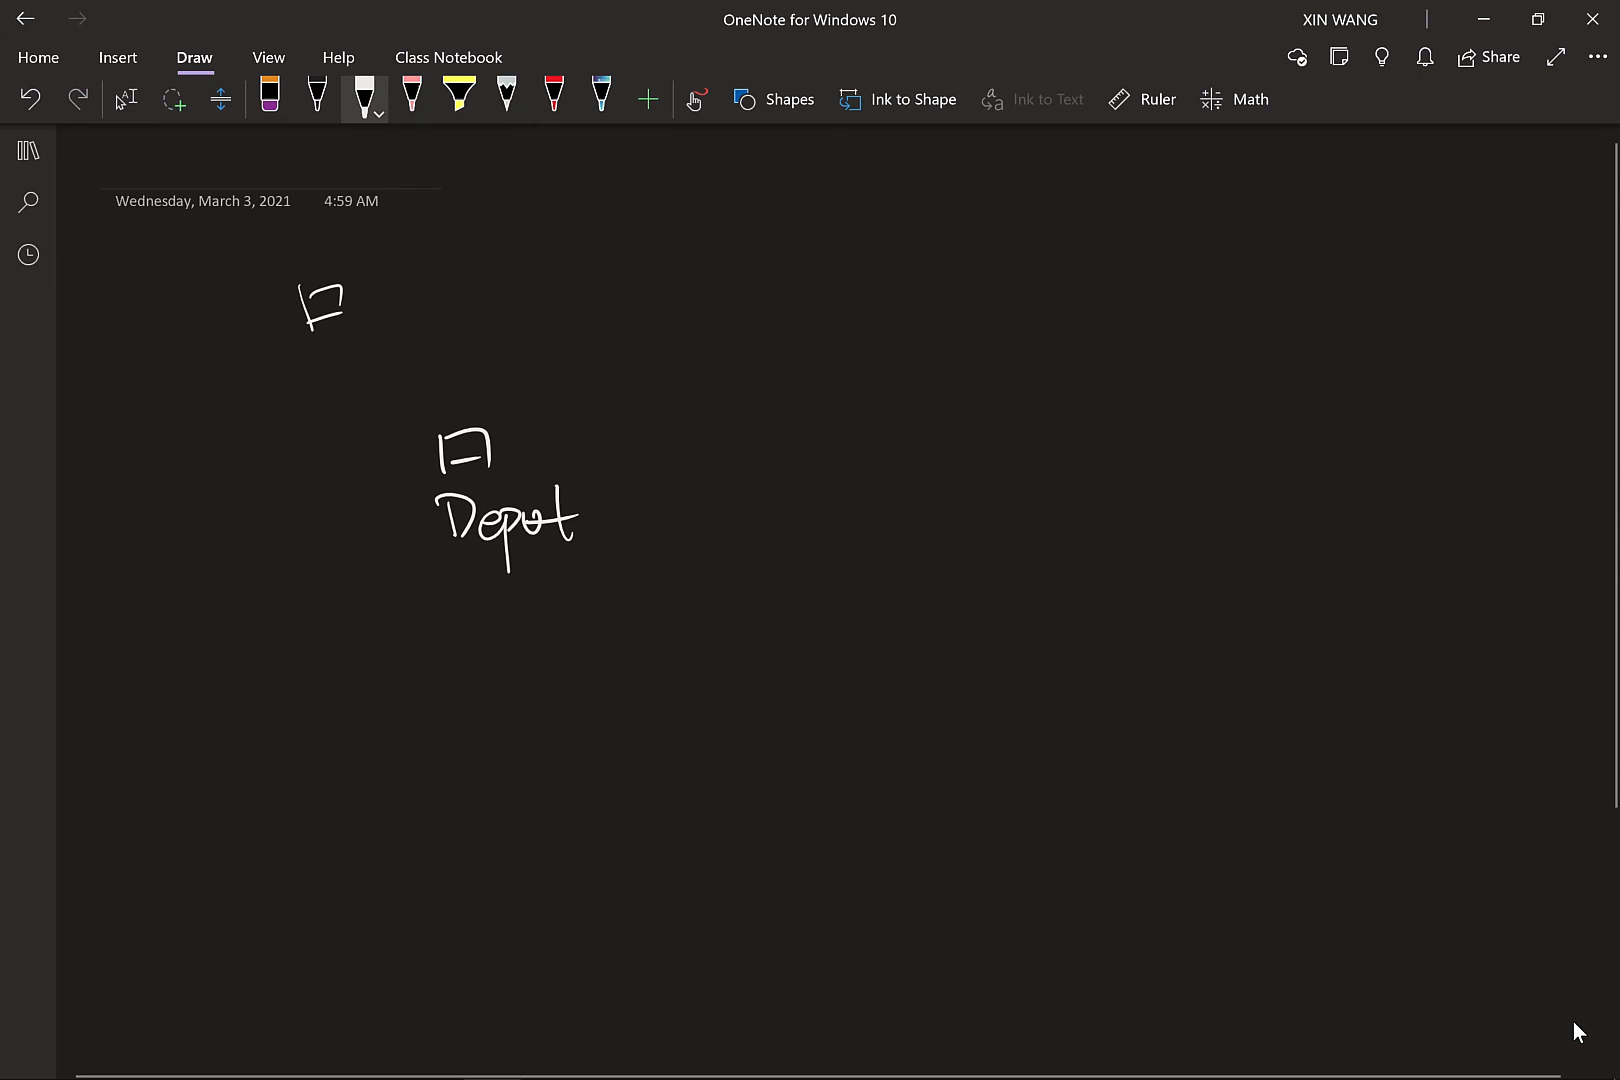 OneNote for Windows 10
XIN WANG
Home Insert Draw View Help Class Notebook
Share
Shapes Ink to Shape Ink to Text Ruler Math
Wednesday, March 3, 2021 4:59 AM
Depot